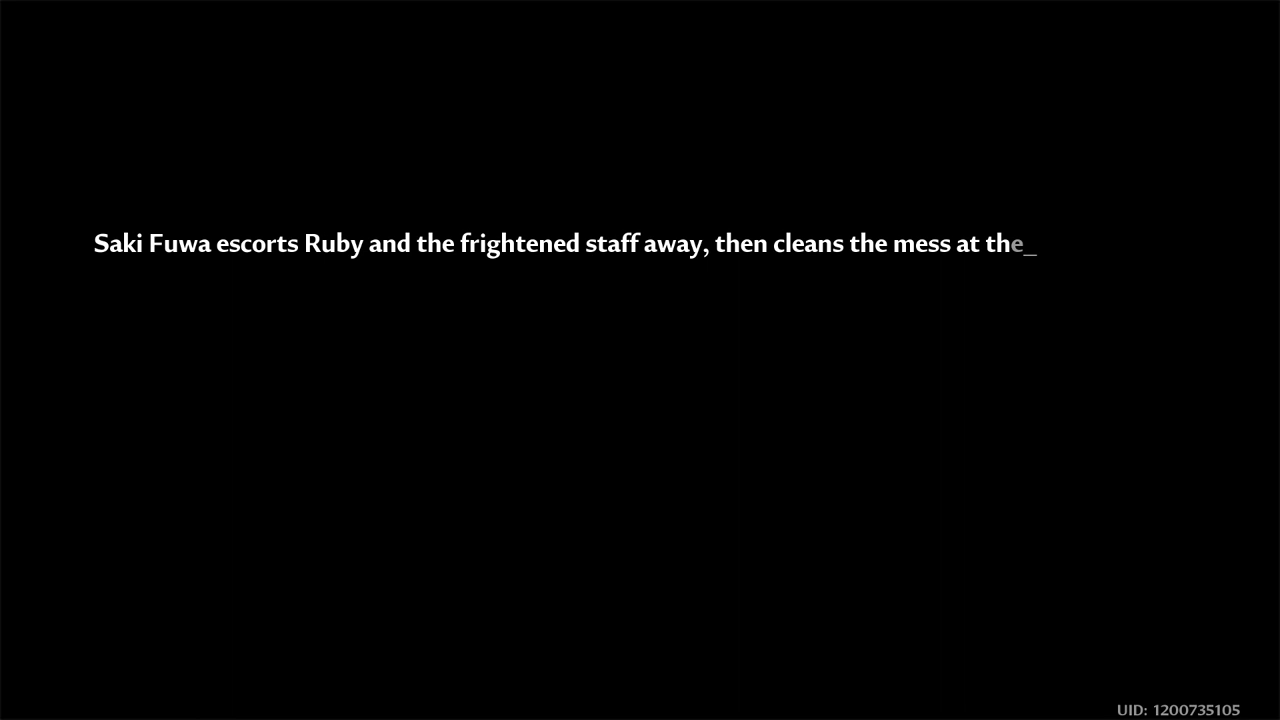 Saki Fuwa escorts Ruby and the frightened staff away, then cleans the mess at the_
UID: 1200735105